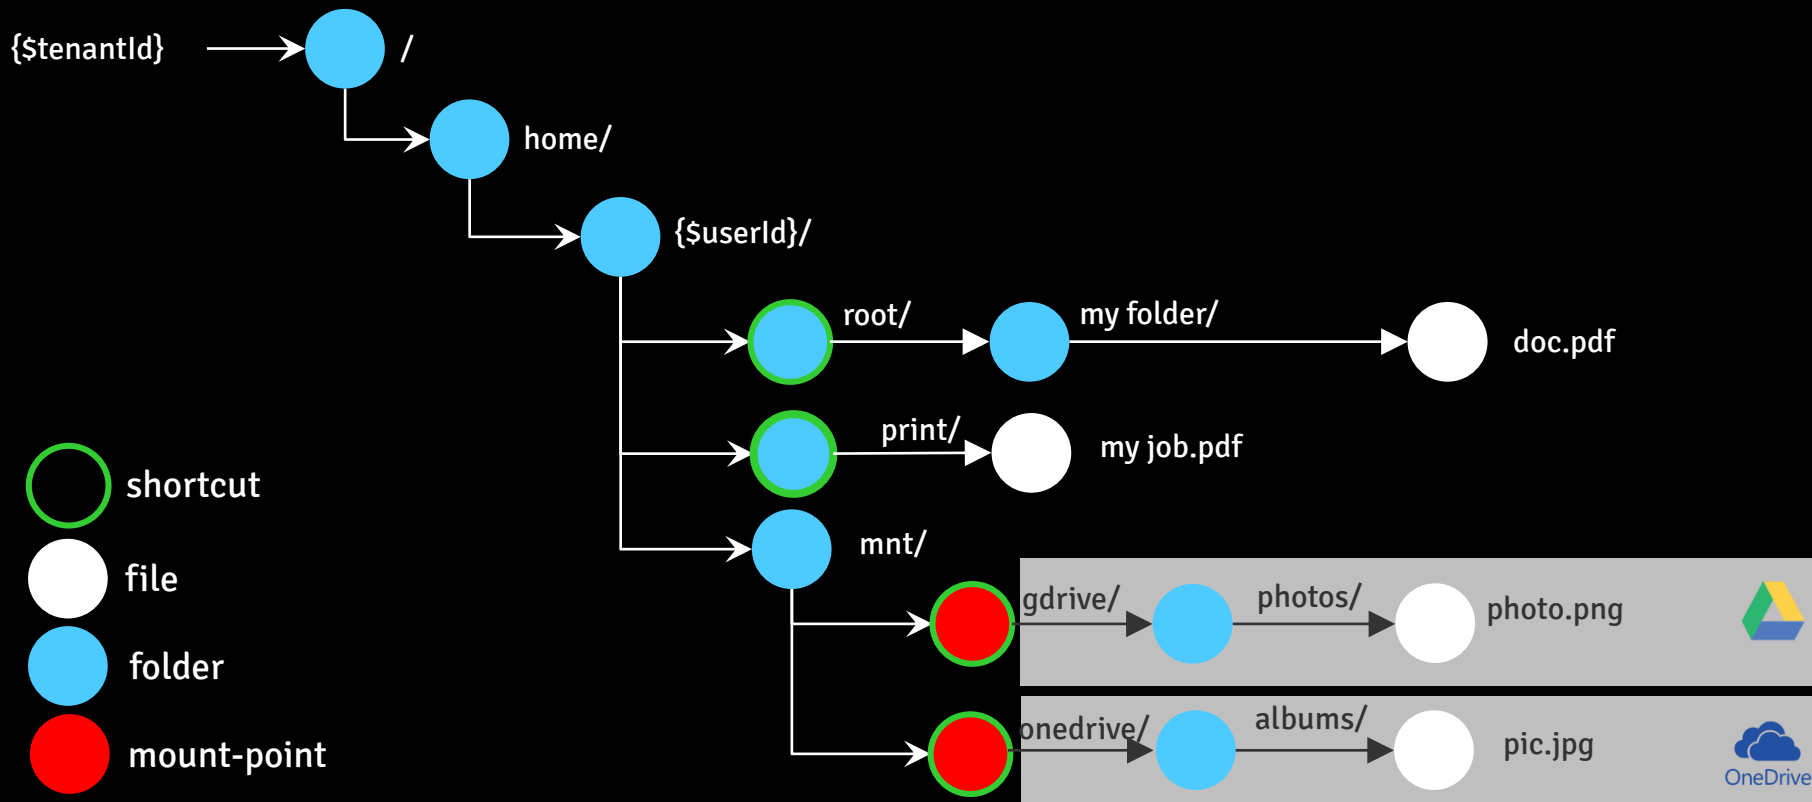 {$tenantId}
/
home/
{$userId}/
root/
my folder/
doc.pdf
print/
my job.pdf
mnt/
gdrive/
photos/
photo.png
onedrive/
albums/
pic.jpg
OneDrive
shortcut
file
folder
mount-point